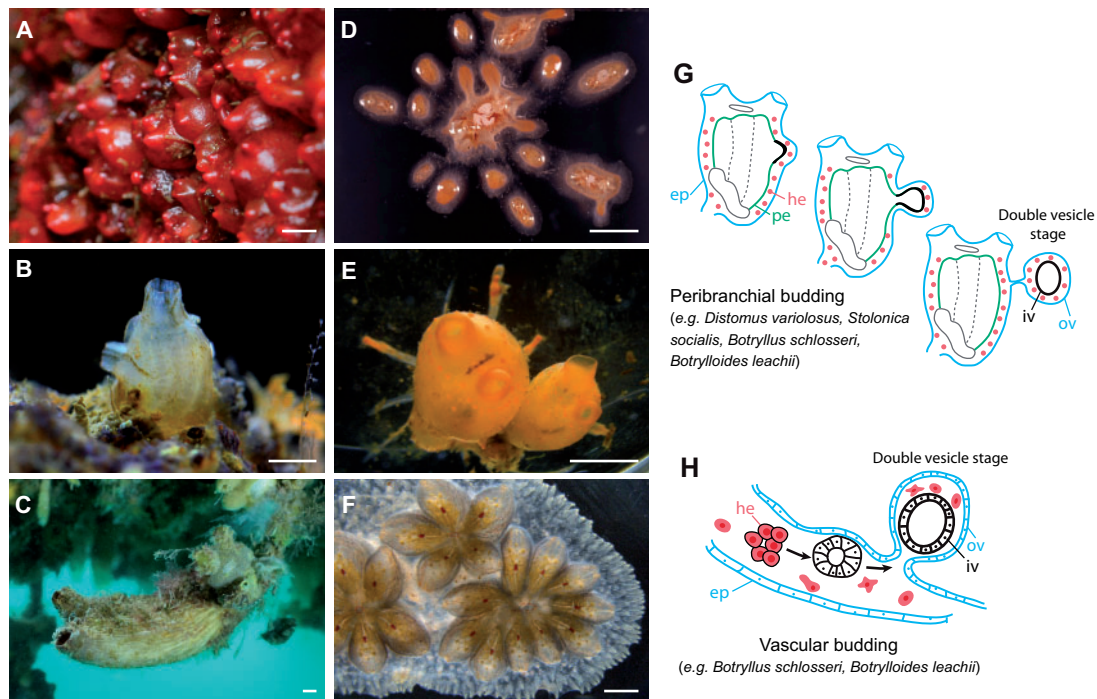 A
B
C
D
E
F
G
ep
he
pe
Double vesicle
stage
iv
ov
Peribranchial budding
(e.g. Distomus variolosus, Stolonica
socialis, Botryllus schlosseri,
Botrylloides leachii)
H
Double vesicle stage
he
ep
ov
iv
Vascular budding
(e.g. Botryllus schlosseri, Botrylloides leachii)